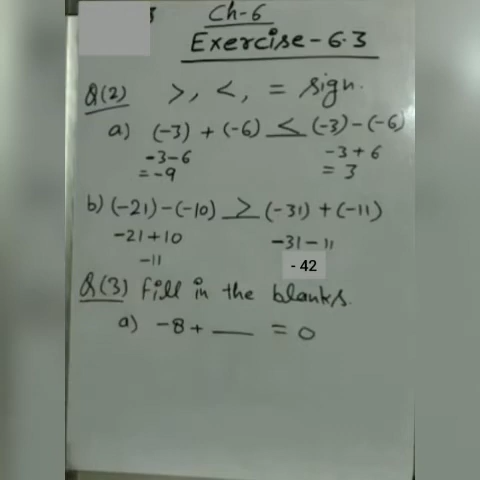 Ch-6
Exercise-6.3
Q(2) >, <, = sign.
a) (-3) + (-6) < (-3)-(-6)
-3-6 -3+6
= -9 = 3
b) (-21)-(-10) > (-31) + (-11)
-21+10 -31-11
-11 - 42
Q(3) Fill in the blanks.
a) -8 + ___ = 0